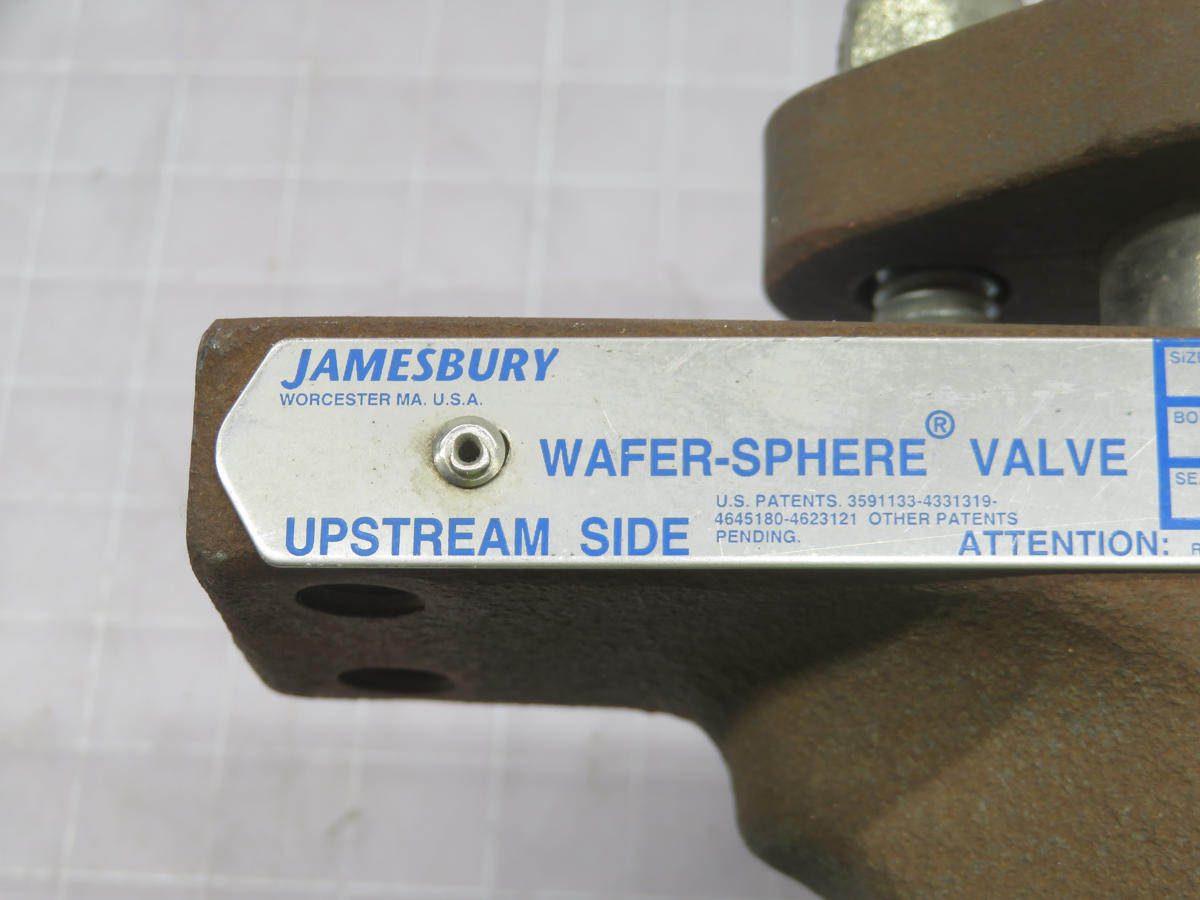 JAMESBURY
WORCESTER MA. U.S.A.
WAFER-SPHERE® VALVE
U.S. PATENTS. 3591133-4331319-
4645180-4623121 OTHER PATENTS
PENDING.
UPSTREAM SIDE
ATTENTION: